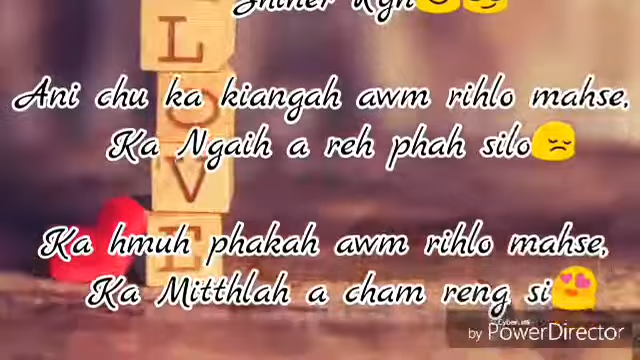 L
Ani chu ka kiangah awm rihlo mahse,
O
Ka Ngaih a reh phah silo
V
Ka hmuh phakah awm rihlo mahse,
E
Ka Mitthlah a cham reng si
by PowerDirector